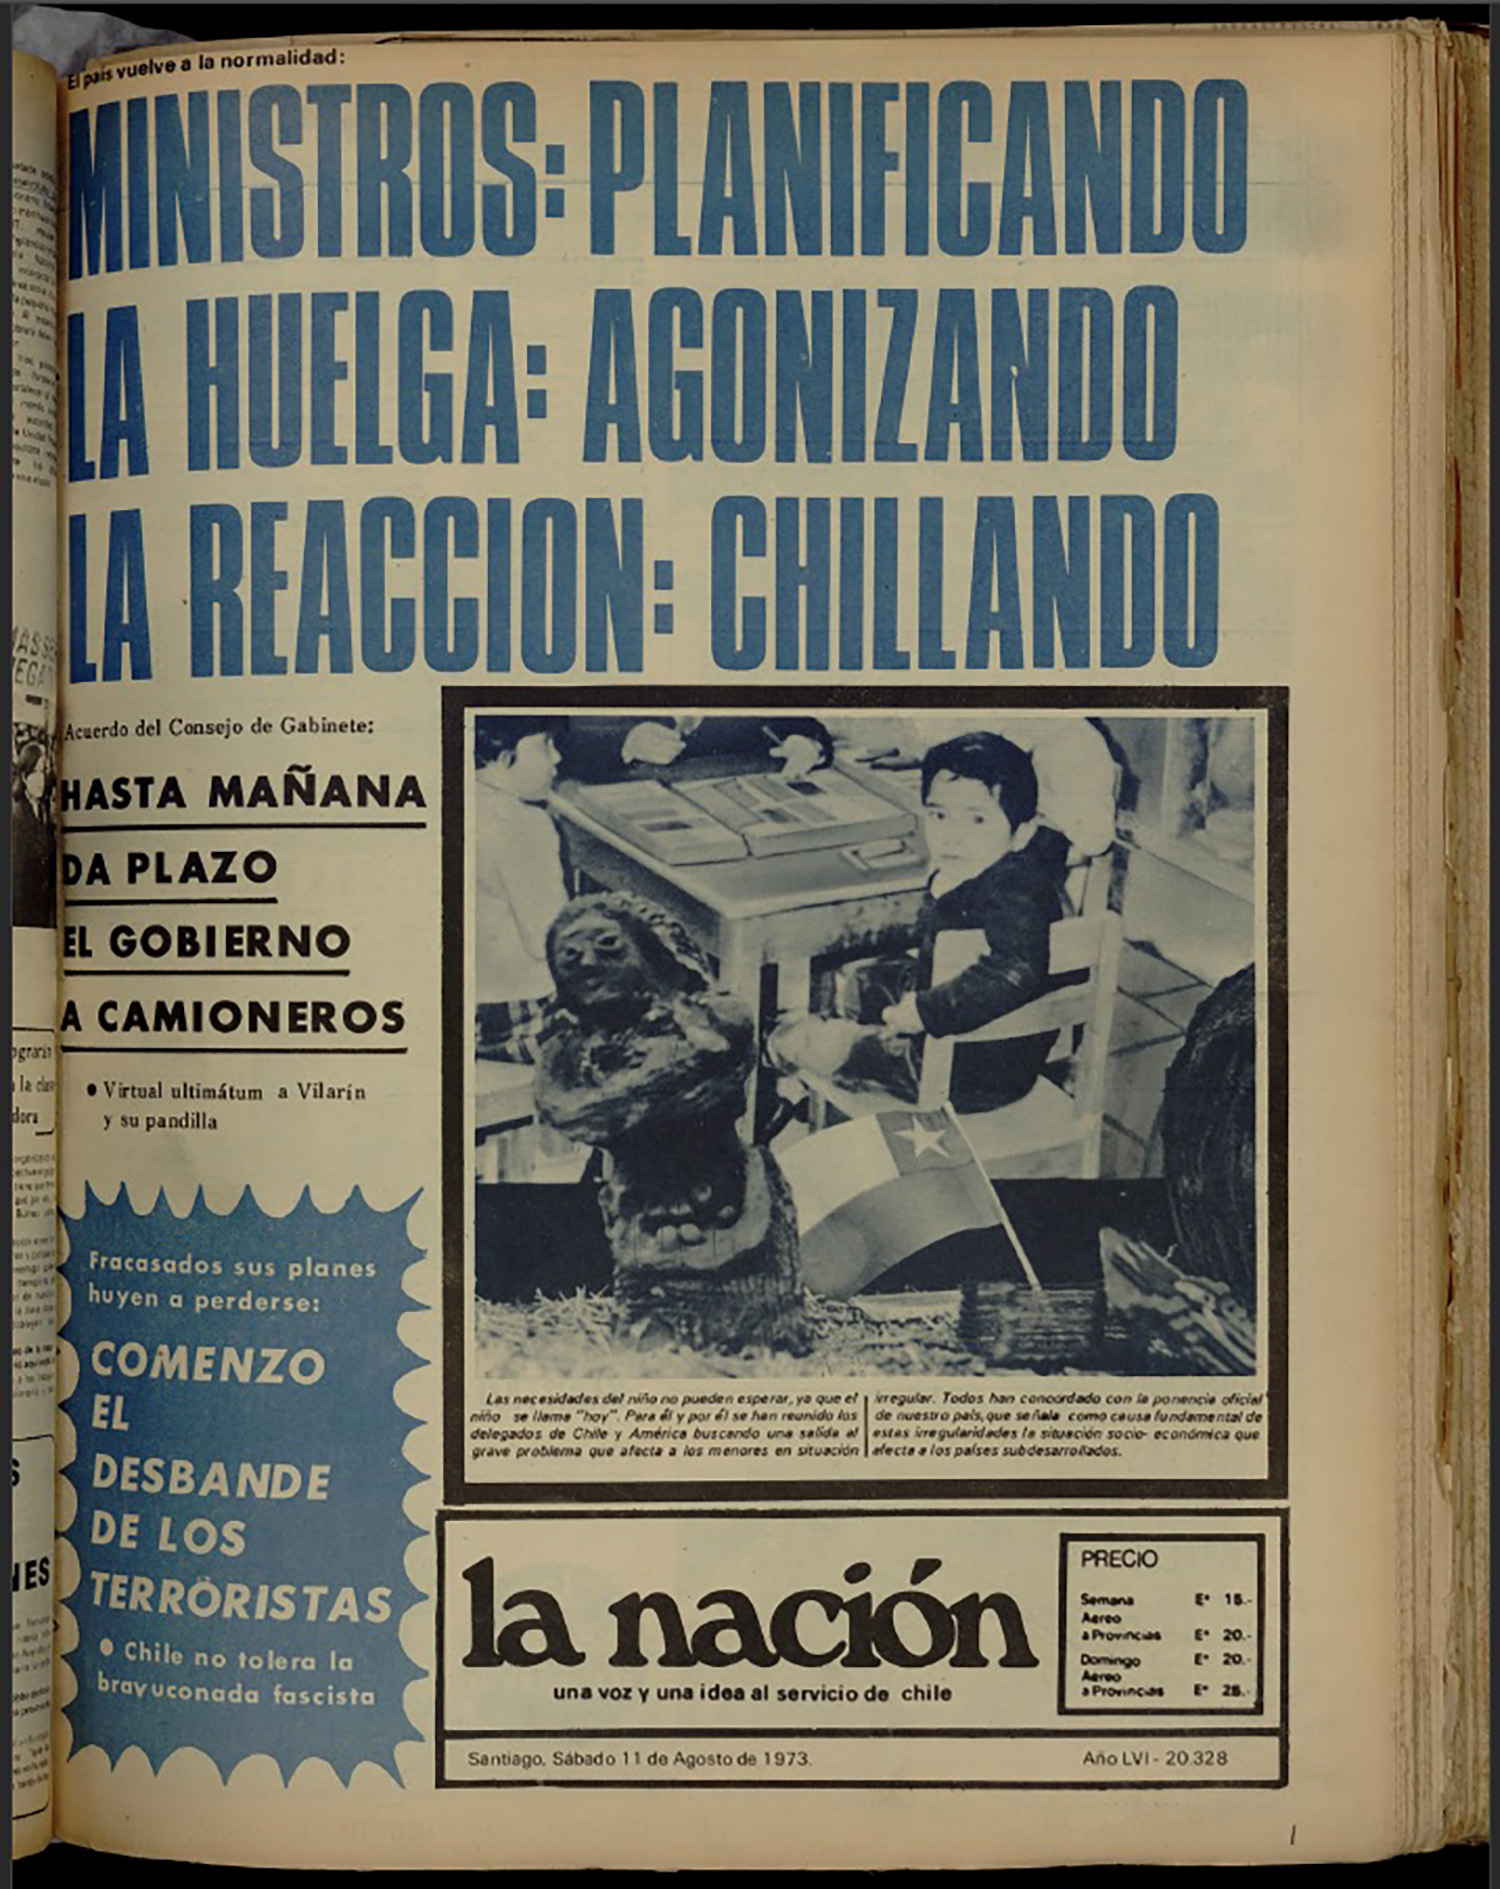 El país vuelve a la normalidad:
MINISTROS: PLANIFICANDO
LA HUELGA: AGONIZANDO
LA REACCION: CHILLANDO
Acuerdo del Consejo de Gabinete:
HASTA MAÑANA
DA PLAZO
EL GOBIERNO
A CAMIONEROS
• Virtual ultimátum a Vilarín
y su pandilla
Fracasados sus planes
huyen a perderse:
COMENZO
EL
DESBANDE
DE LOS
TERRORISTAS
• Chile no tolera la
brayuconada fascista
Las necesidades del niño no pueden esperar, ya que el
niño se llama "hoy". Para él y por él se han reunido los
delegados de Chile y América buscando una salida al
grave problema que afecta a los menores en situación
irregular. Todos han concordado con la ponencia oficial
de nuestro país, que señala como causa fundamental de
estas irregularidades la situación socio- económica que
afecta a los países subdesarrollados.
la nación
una voz y una idea al servicio de chile
PRECIO
Semana E° 15.-
Aereo
a Provincias E° 20.-
Domingo E° 20.-
Aereo
a Provincias E° 25.-
Santiago, Sábado 11 de Agosto de 1973.
Año LVI - 20.328